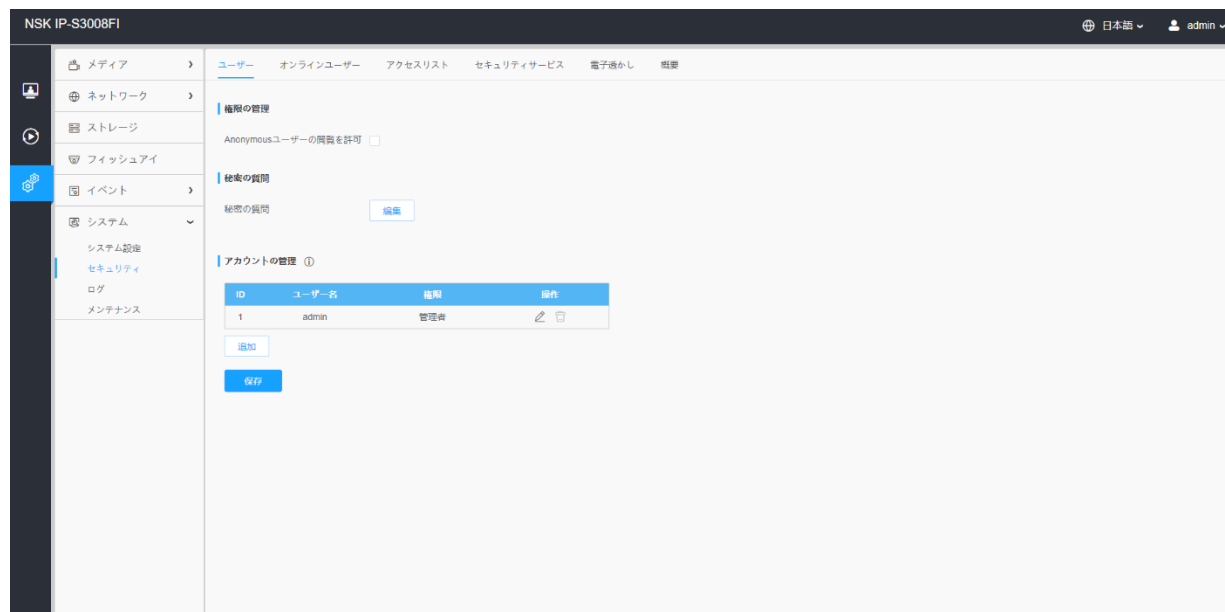 NSK IP-S3008FI
日本語
admin
メディア
ネットワーク
ストレージ
フィッシュアイ
イベント
システム
システム設定
セキュリティ
ログ
メンテナンス
ユーザー オンラインユーザー アクセスリスト セキュリティサービス 電子透かし 概要
権限の管理
Anonymousユーザーの閲覧を許可
秘密の質問
秘密の質問 編集
アカウントの管理
ID ユーザー名 権限 操作
1 admin 管理者
追加
保存